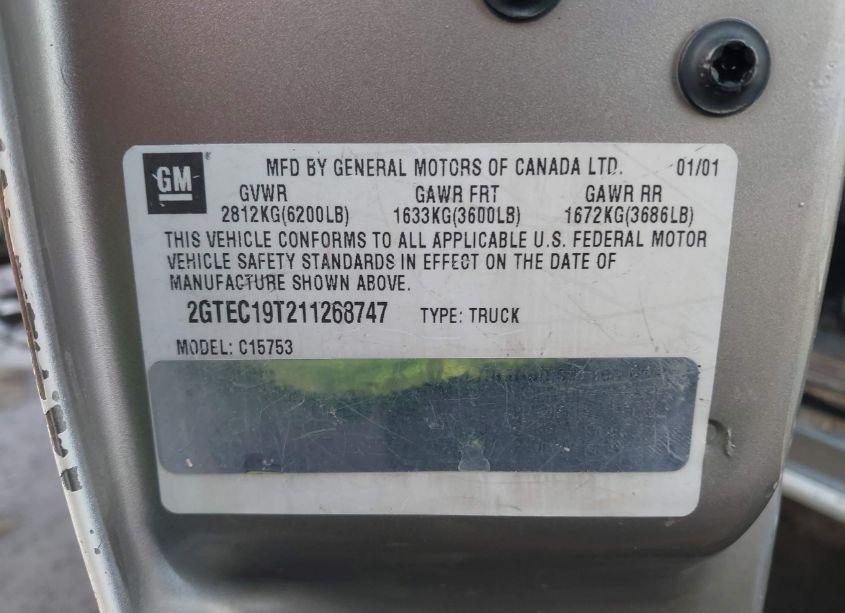 GM MFD BY GENERAL MOTORS OF CANADA LTD. 01/01
GVWR GAWR FRT GAWR RR
2812KG(6200LB) 1633KG(3600LB) 1672KG(3686LB)
THIS VEHICLE CONFORMS TO ALL APPLICABLE U.S. FEDERAL MOTOR
VEHICLE SAFETY STANDARDS IN EFFECT ON THE DATE OF
MANUFACTURE SHOWN ABOVE.
2GTEC19T211268747 TYPE: TRUCK
MODEL: C15753